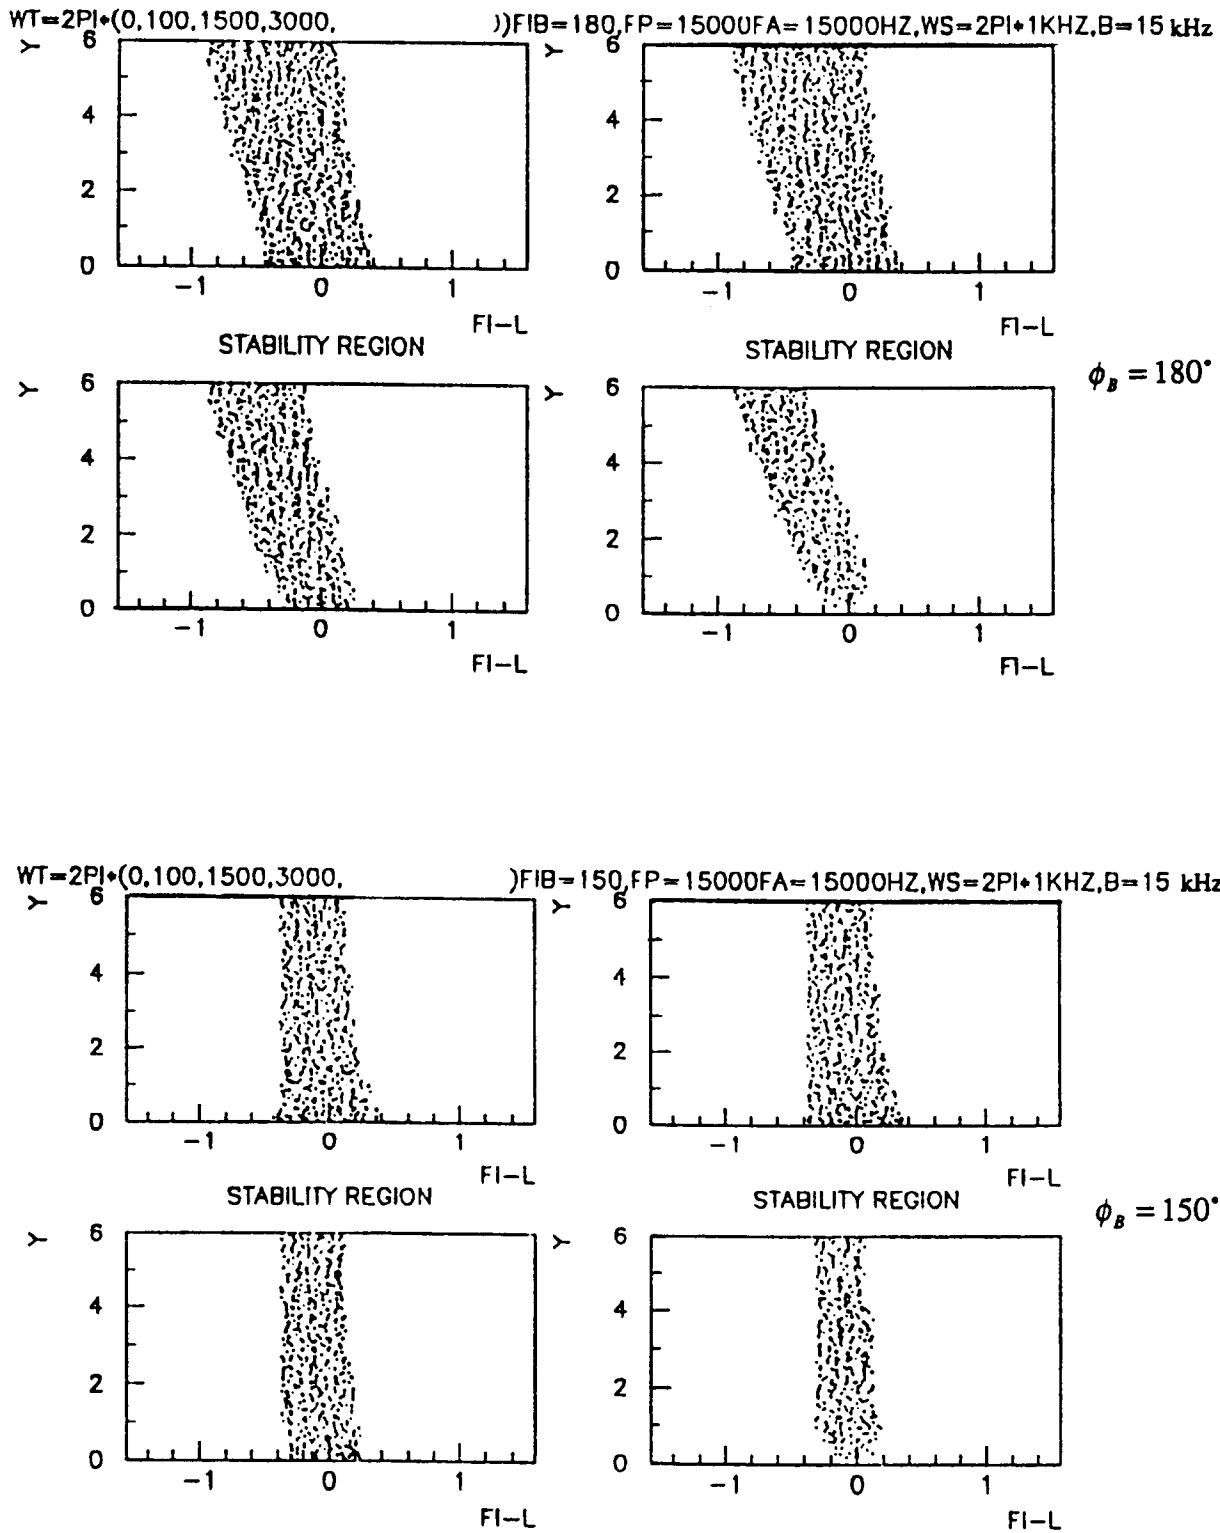 WT=2PI*(0,100,1500,3000, ))FIB=180,FP=15000FA=15000HZ,WS=2PI*1KHZ,B=15 kHz
Y Y
6 6
4 4
2 2
0 0
-1 0 1 -1 0 1
FI-L FI-L
STABILITY REGION STABILITY REGION
ϕB = 180°
Y Y
6 6
4 4
2 2
0 0
-1 0 1 -1 0 1
FI-L FI-L
WT=2PI*(0,100,1500,3000, )FIB=150,FP=15000FA=15000HZ,WS=2PI*1KHZ,B=15 kHz
Y Y
6 6
4 4
2 2
0 0
-1 0 1 -1 0 1
FI-L FI-L
STABILITY REGION STABILITY REGION
ϕB = 150°
Y Y
6 6
4 4
2 2
0 0
-1 0 1 -1 0 1
FI-L FI-L